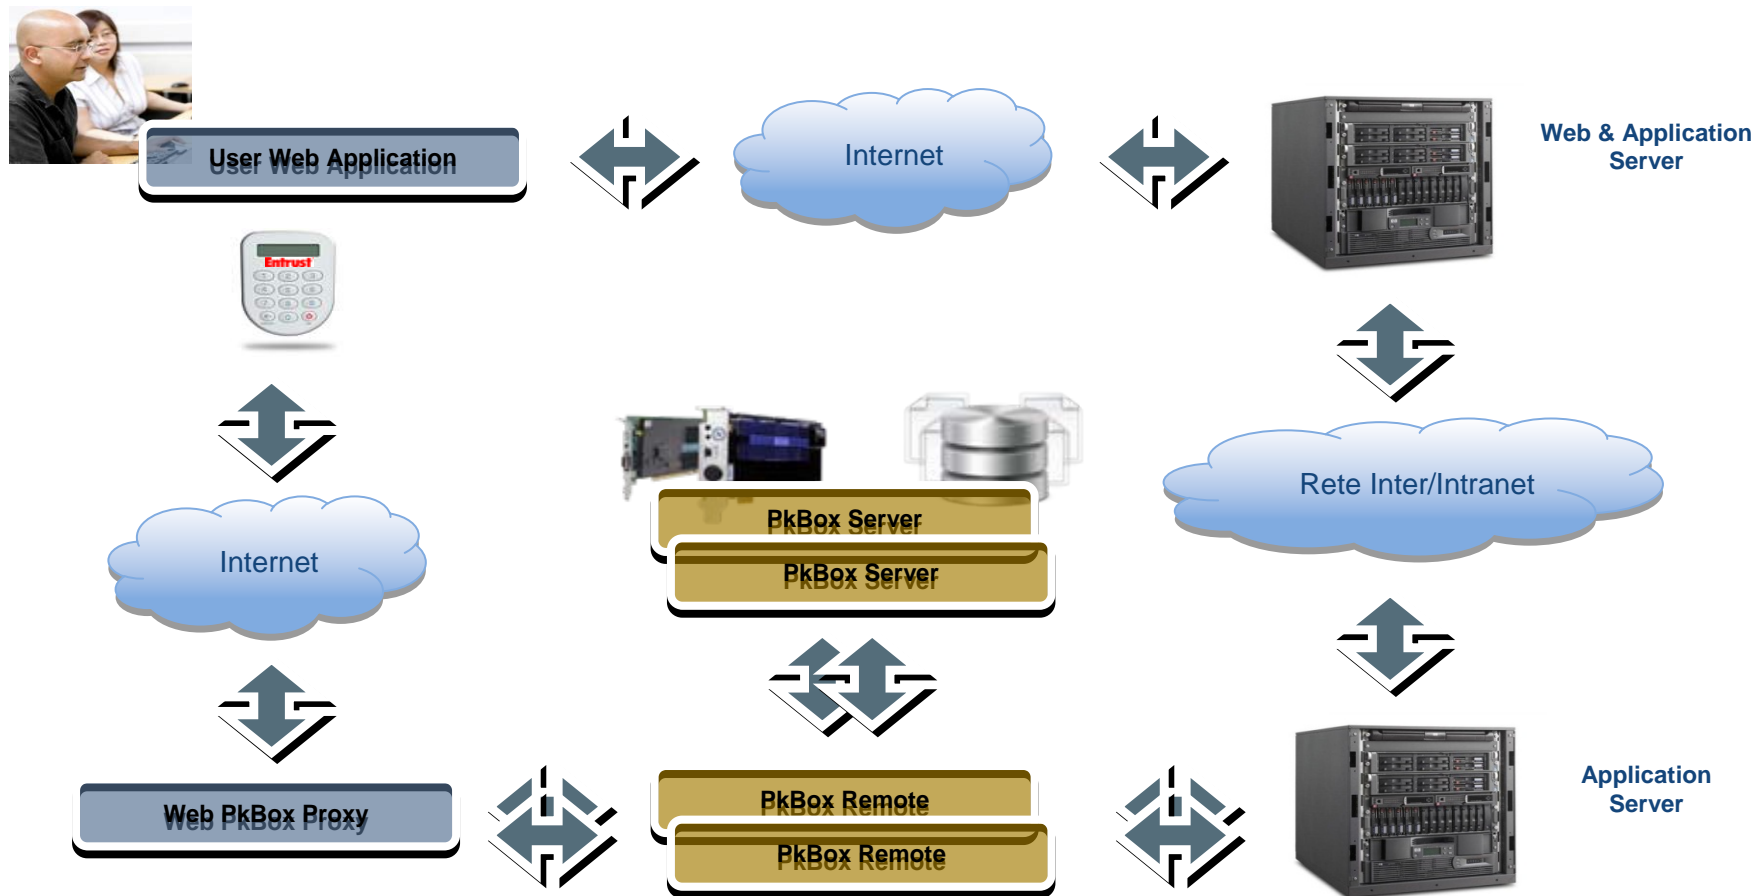 User Web Application
Internet
Web & Application
Server
Entrust
Rete Inter/Intranet
PkBox Server
PkBox Server
Internet
Application
Server
Web PkBox Proxy
PkBox Remote
PkBox Remote